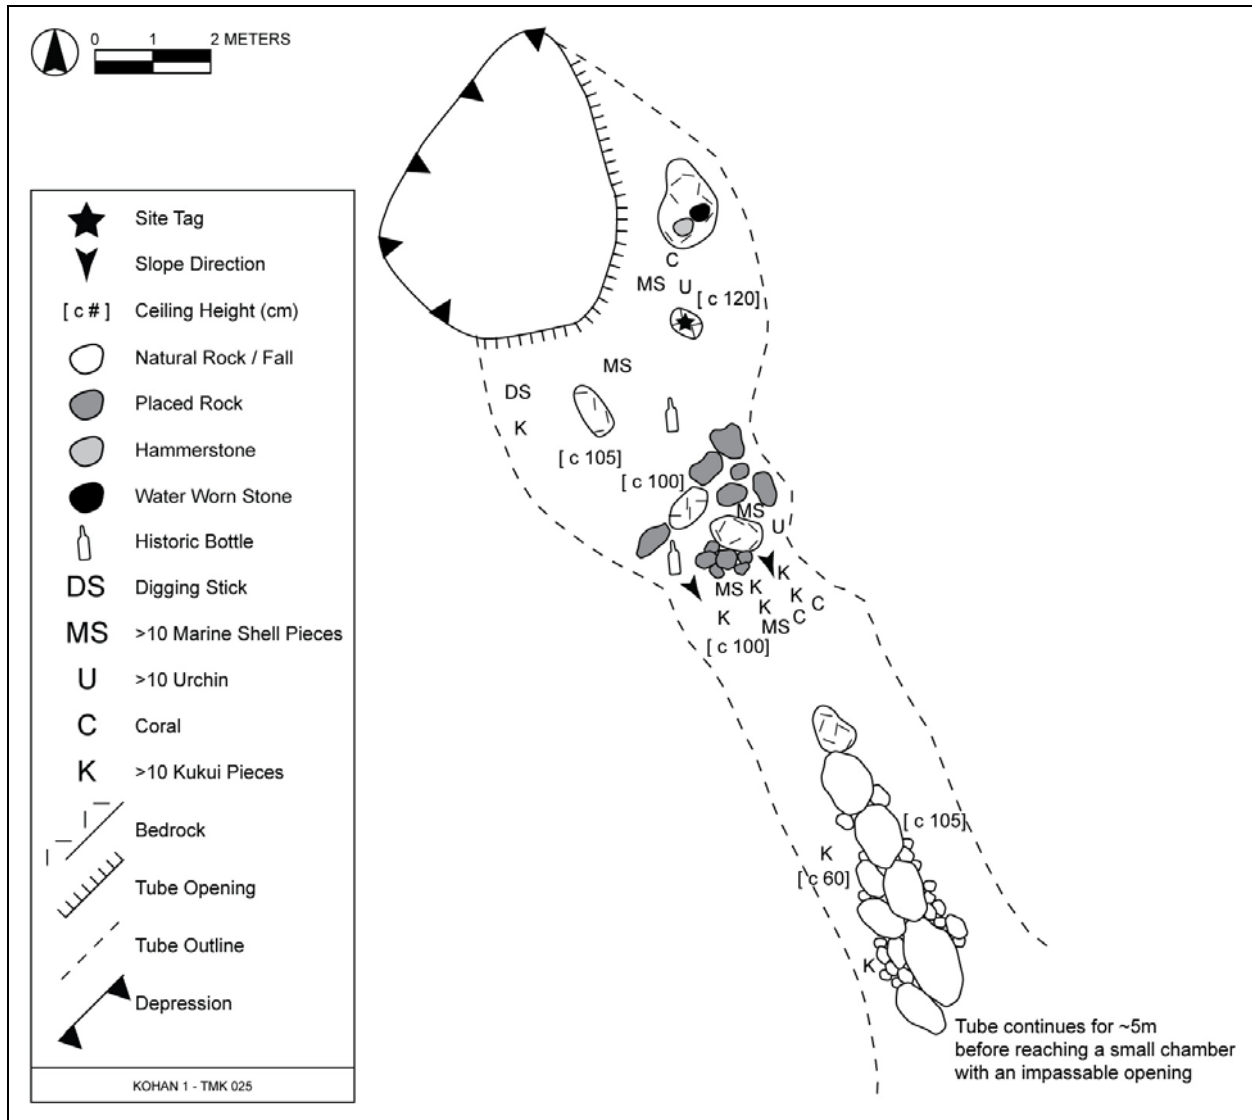 0 1 2 METERS
Site Tag
Slope Direction
[ c # ] Ceiling Height (cm)
Natural Rock / Fall
Placed Rock
Hammerstone
Water Worn Stone
Historic Bottle
DS Digging Stick
MS >10 Marine Shell Pieces
U >10 Urchin
C Coral
K >10 Kukui Pieces
Bedrock
Tube Opening
Tube Outline
Depression
KOHAN 1 - TMK 025
C
MS U
[ c 120]
MS
DS
K
[ c 105]
[ c 100]
MS
U
K
MS K
K
K
C
K
C
MS
[ c 100]
[ c 105]
K
[ c 60]
K
Tube continues for ~5m
before reaching a small chamber
with an impassable opening